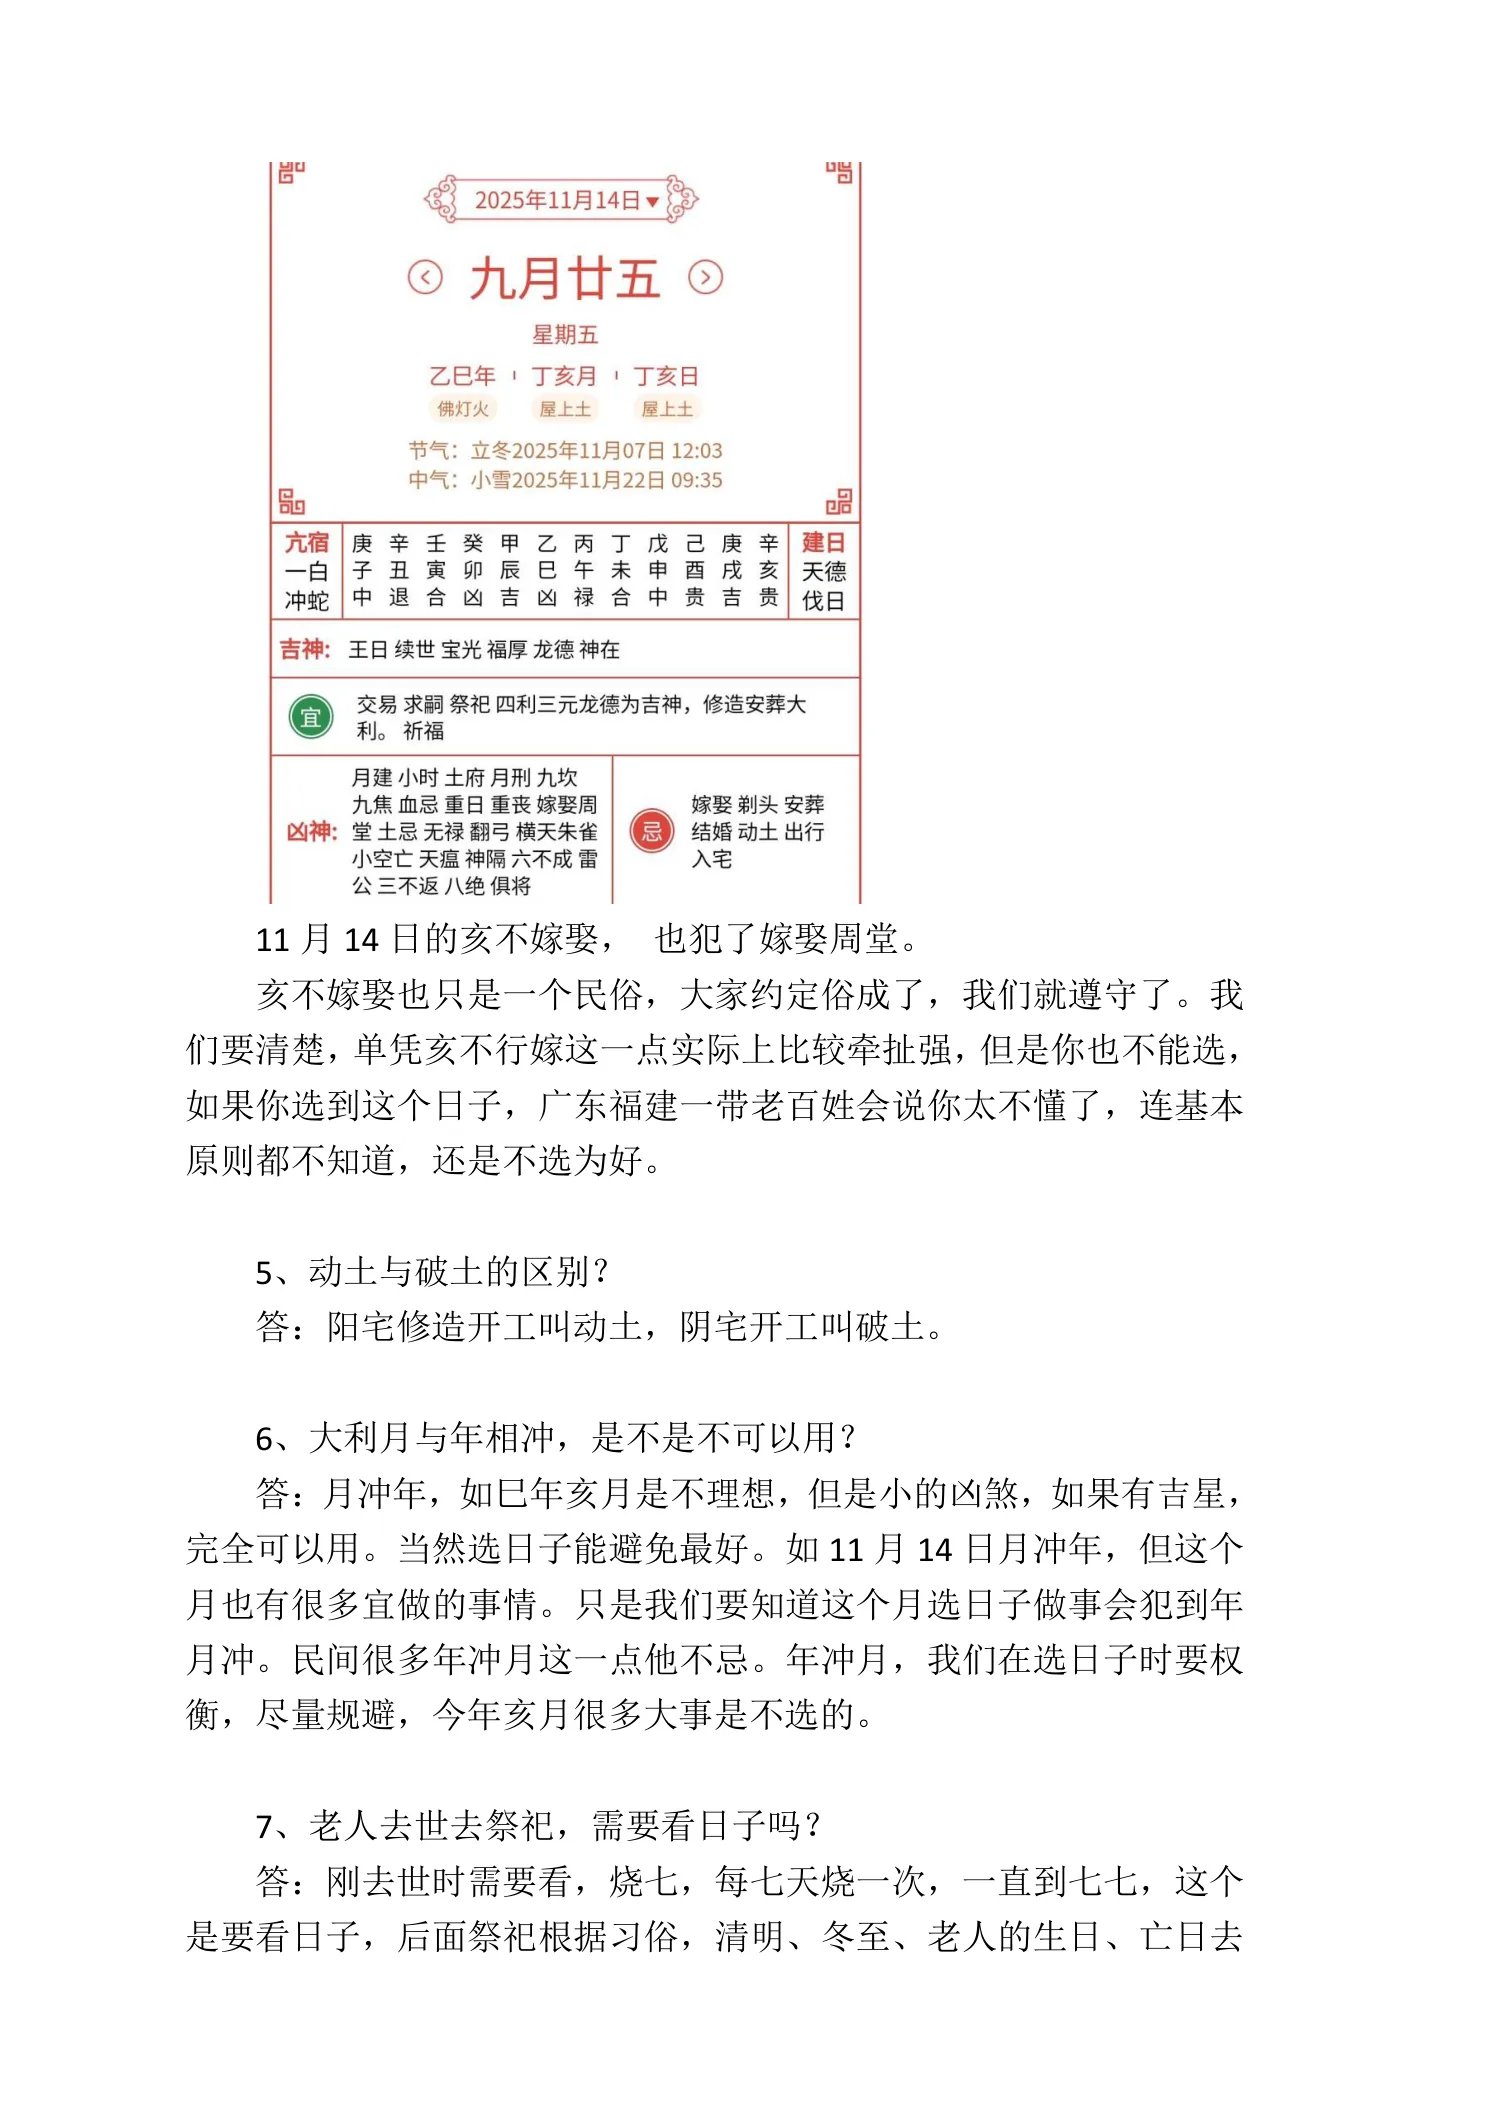 2025年11月14日▼
九月廿五
星期五
乙巳年 丁亥月 丁亥日
佛灯火 屋上土 屋上土
节气：立冬2025年11月07日 12:03
中气：小雪2025年11月22日 09:35
亢宿 庚 辛 壬 癸 甲 乙 丙 丁 戊 己 庚 辛 建日
一白 子 丑 寅 卯 辰 巳 午 未 申 酉 戌 亥 天德
冲蛇 中 退 合 凶 吉 凶 禄 合 中 贵 吉 贵 伐日
吉神: 王日 续世 宝光 福厚 龙德 神在
宜
交易 求嗣 祭祀 四利三元龙德为吉神，修造安葬大
利。 祈福
凶神:
月建 小时 土府 月刑 九坎
九焦 血忌 重日 重丧 嫁娶周
堂 土忌 无禄 翻弓 横天朱雀
小空亡 天瘟 神隔 六不成 雷
公 三不返 八绝 俱将
忌
嫁娶 剃头 安葬
结婚 动土 出行
入宅
11 月 14 日的亥不嫁娶， 也犯了嫁娶周堂。
亥不嫁娶也只是一个民俗，大家约定俗成了，我们就遵守了。我
们要清楚，单凭亥不行嫁这一点实际上比较牵扯强，但是你也不能选，
如果你选到这个日子，广东福建一带老百姓会说你太不懂了，连基本
原则都不知道，还是不选为好。
5、动土与破土的区别？
答：阳宅修造开工叫动土，阴宅开工叫破土。
6、大利月与年相冲，是不是不可以用？
答：月冲年，如巳年亥月是不理想，但是小的凶煞，如果有吉星，
完全可以用。当然选日子能避免最好。如 11 月 14 日月冲年，但这个
月也有很多宜做的事情。只是我们要知道这个月选日子做事会犯到年
月冲。民间很多年冲月这一点他不忌。年冲月，我们在选日子时要权
衡，尽量规避，今年亥月很多大事是不选的。
7、老人去世去祭祀，需要看日子吗？
答：刚去世时需要看，烧七，每七天烧一次，一直到七七，这个
是要看日子，后面祭祀根据习俗，清明、冬至、老人的生日、亡日去